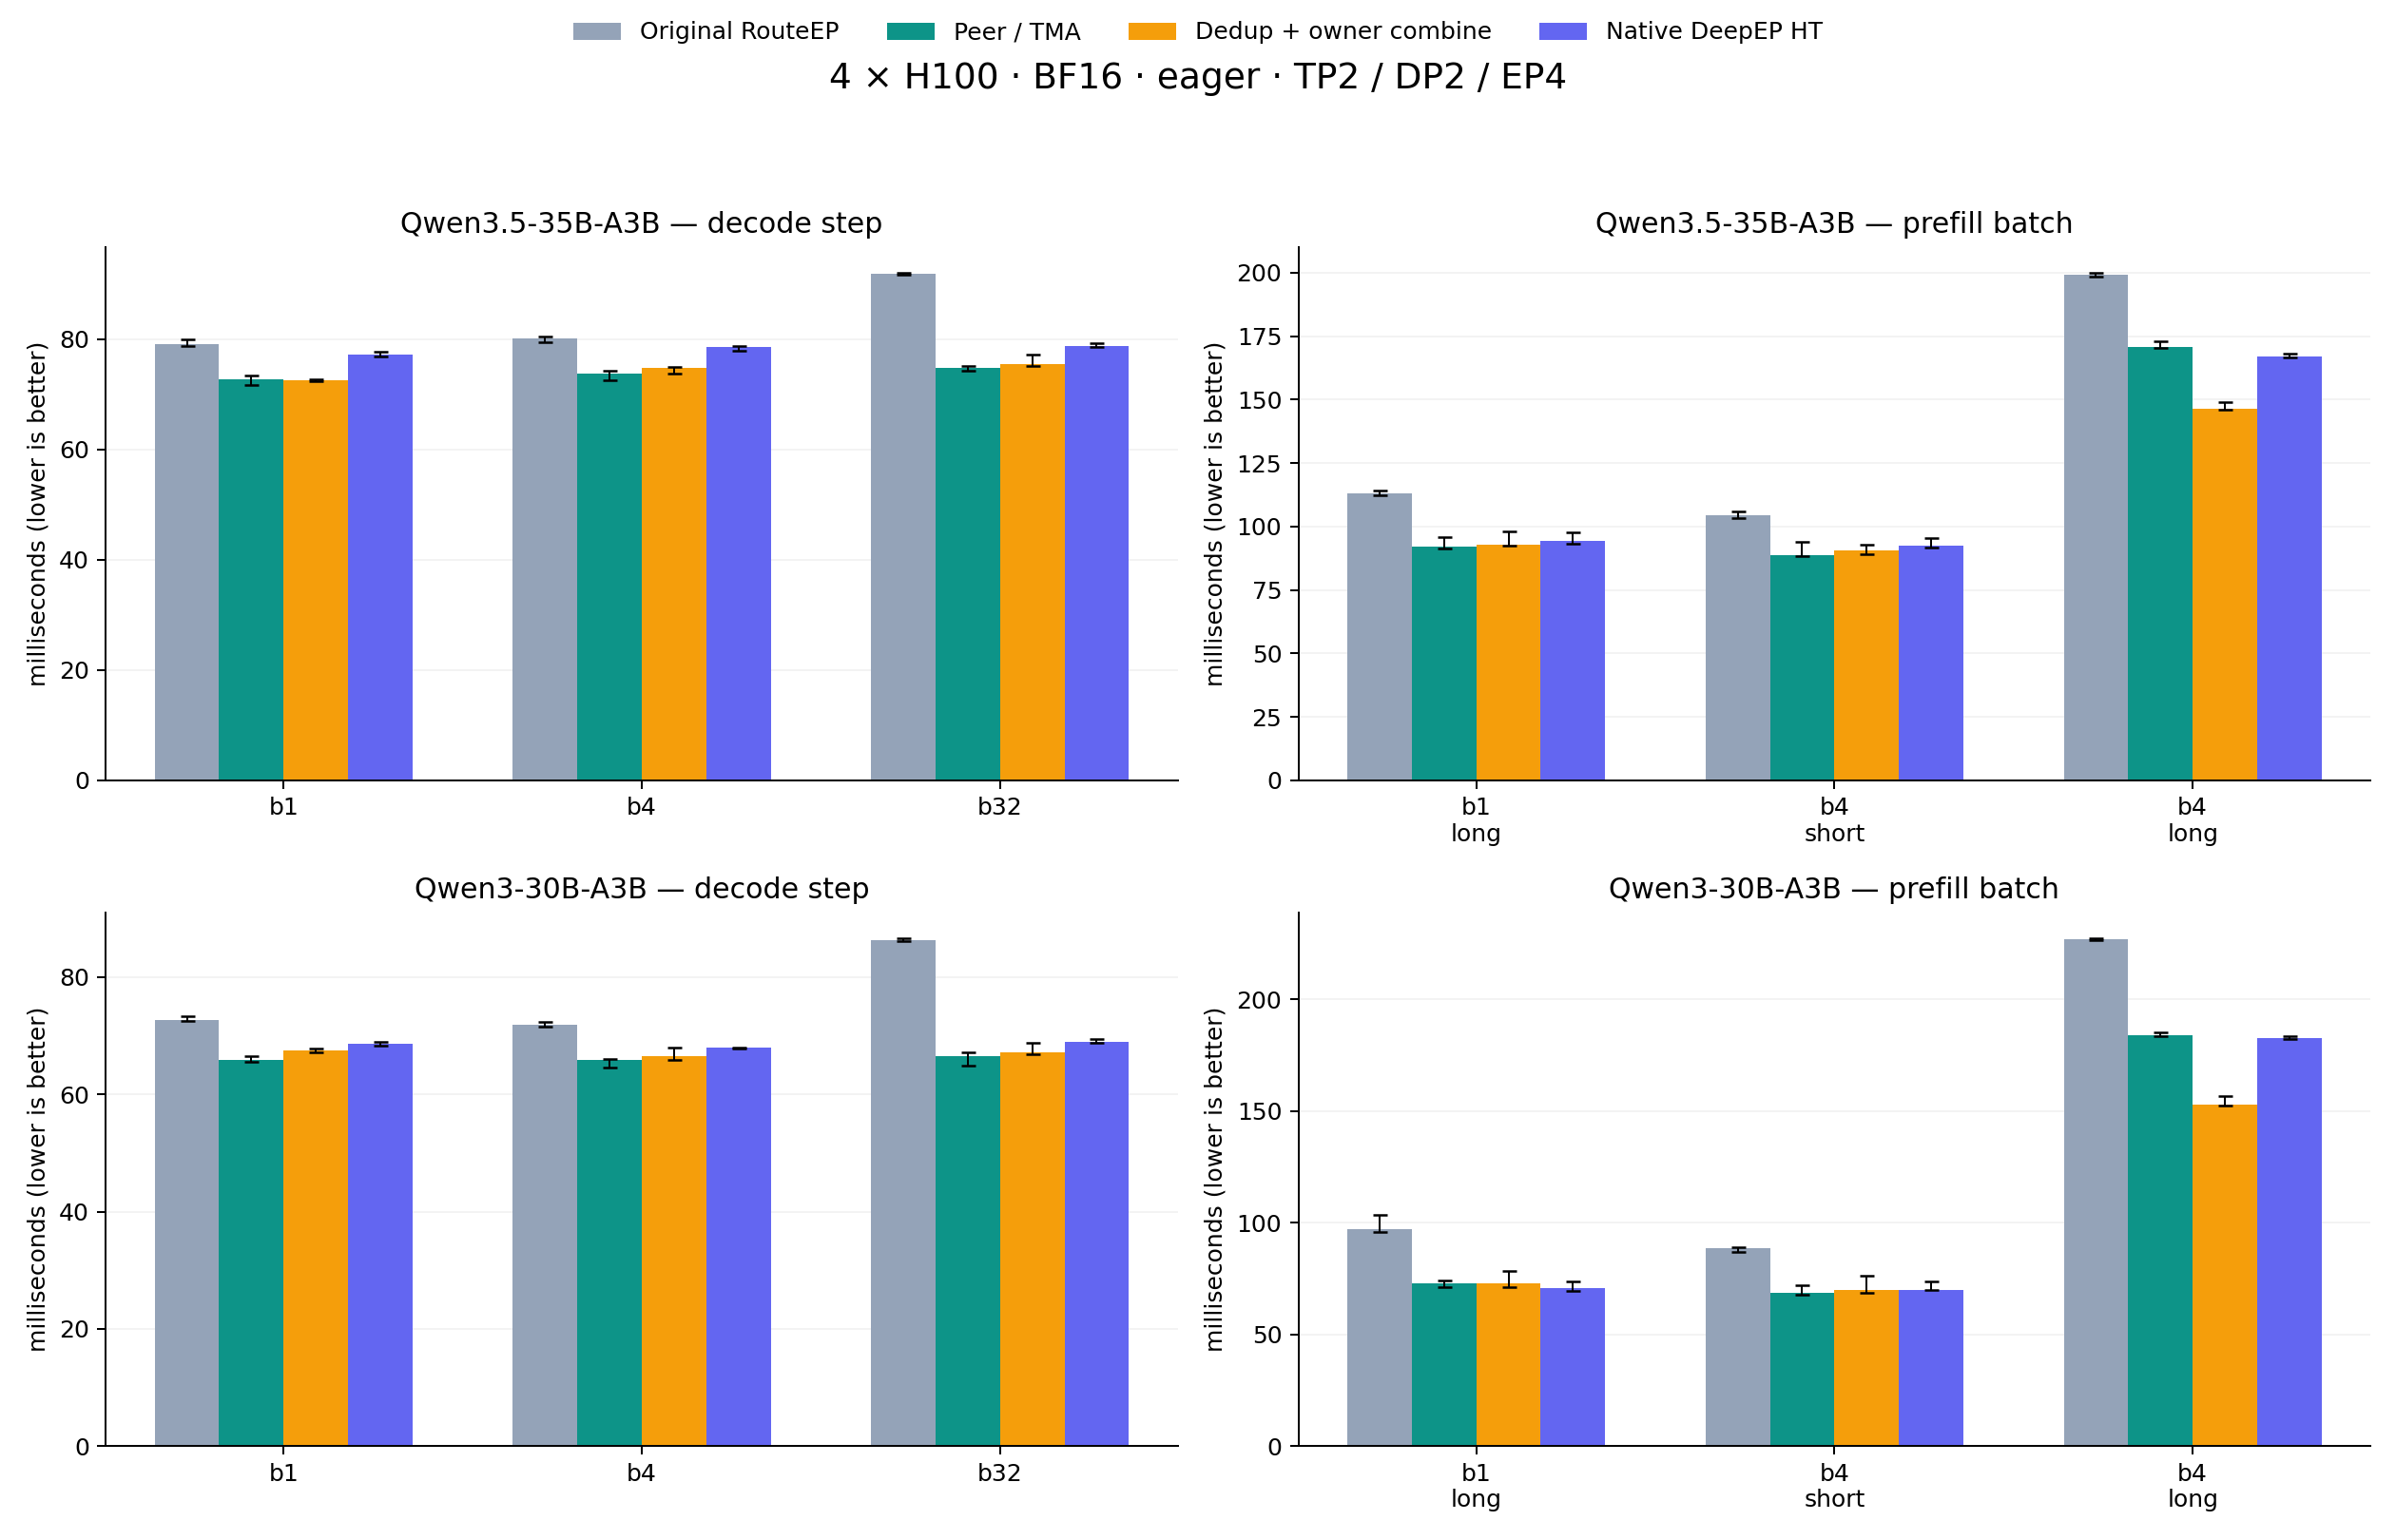 Original RouteEP Peer / TMA Dedup + owner combine Native DeepEP HT
4 × H100 · BF16 · eager · TP2 / DP2 / EP4
Qwen3.5-35B-A3B — decode step
milliseconds (lower is better)
80
60
40
20
0
b1 b4 b32
Qwen3.5-35B-A3B — prefill batch
milliseconds (lower is better)
200
175
150
125
100
75
50
25
0
b1 b4 b4
long short long
Qwen3-30B-A3B — decode step
milliseconds (lower is better)
80
60
40
20
0
b1 b4 b32
Qwen3-30B-A3B — prefill batch
milliseconds (lower is better)
200
150
100
50
0
b1 b4 b4
long short long